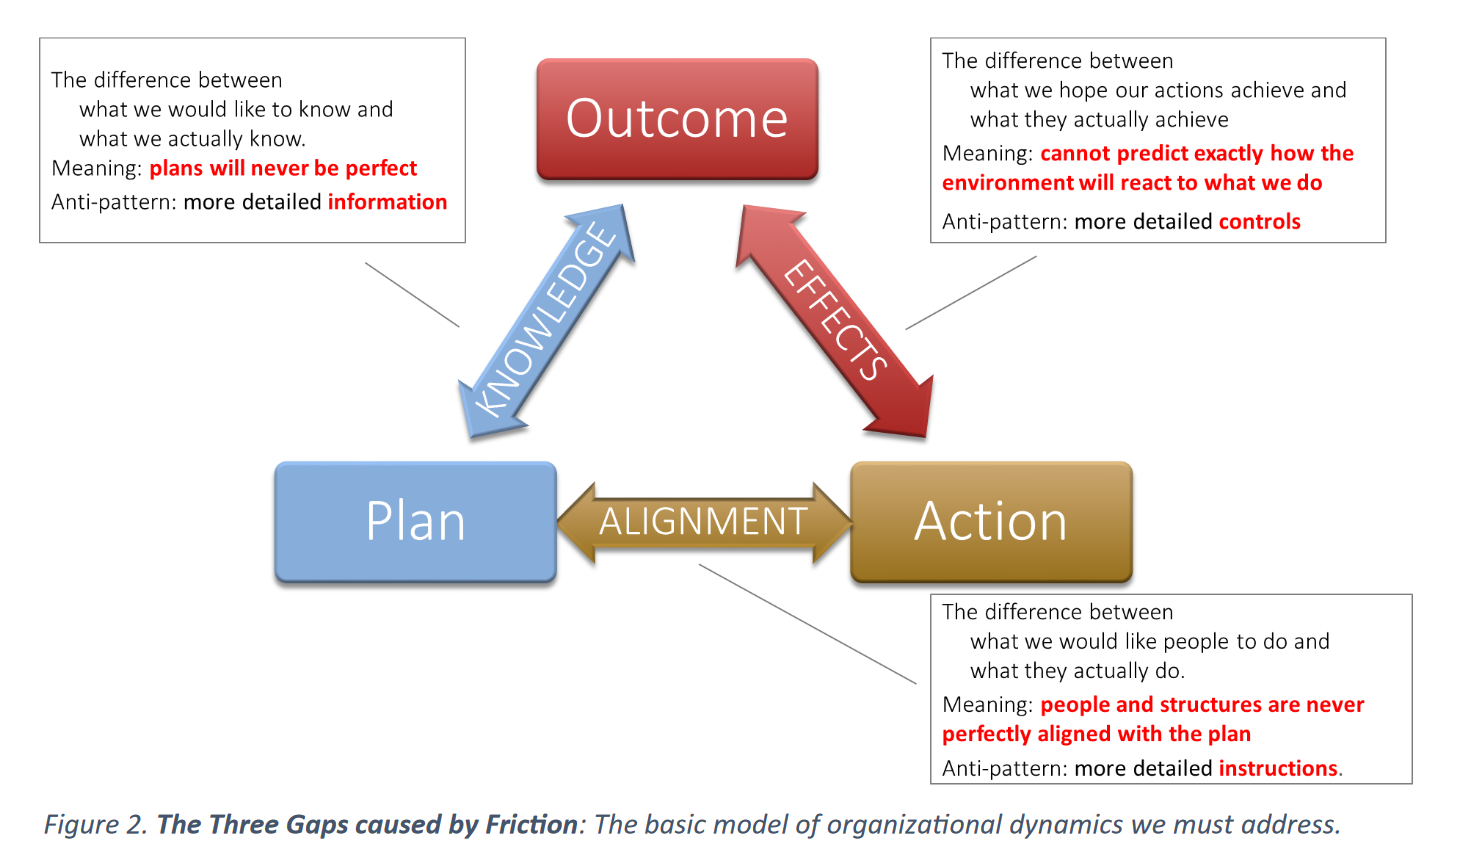 The difference between
what we would like to know and
what we actually know.
Meaning: plans will never be perfect
Anti-pattern: more detailed information
Outcome
The difference between
what we hope our actions achieve and
what they actually achieve
Meaning: cannot predict exactly how the
environment will react to what we do
Anti-pattern: more detailed controls
KNOWLEDGE
EFFECTS
Plan
ALIGNMENT
Action
The difference between
what we would like people to do and
what they actually do.
Meaning: people and structures are never
perfectly aligned with the plan
Anti-pattern: more detailed instructions.
Figure 2. The Three Gaps caused by Friction: The basic model of organizational dynamics we must address.